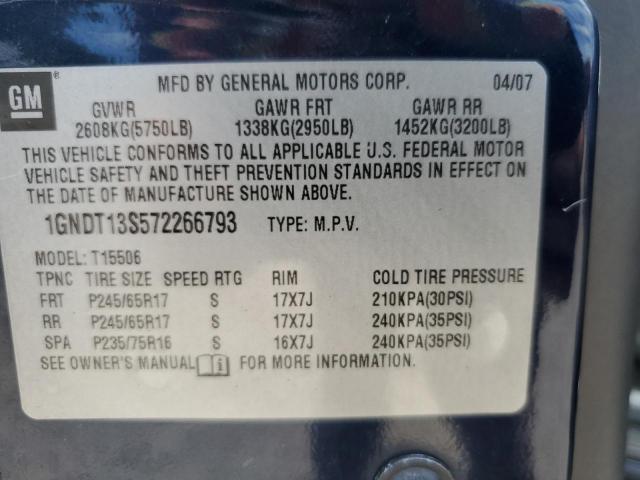 GM ® MFD BY GENERAL MOTORS CORP. 04/07
GVWR GAWR FRT GAWR RR
2608KG(5750LB) 1338KG(2950LB) 1452KG(3200LB)
THIS VEHICLE CONFORMS TO ALL APPLICABLE U.S. FEDERAL MOTOR
VEHICLE SAFETY AND THEFT PREVENTION STANDARDS IN EFFECT ON
THE DATE OF MANUFACTURE SHOWN ABOVE.
1GNDT13S572266793 TYPE: M.P.V.
MODEL: T15506
TPNC TIRE SIZE SPEED RTG RIM COLD TIRE PRESSURE
FRT P245/65R17 S 17X7J 210KPA(30PSI)
RR P245/65R17 S 17X7J 240KPA(35PSI)
SPA P235/75R16 S 16X7J 240KPA(35PSI)
SEE OWNER'S MANUAL i FOR MORE INFORMATION.